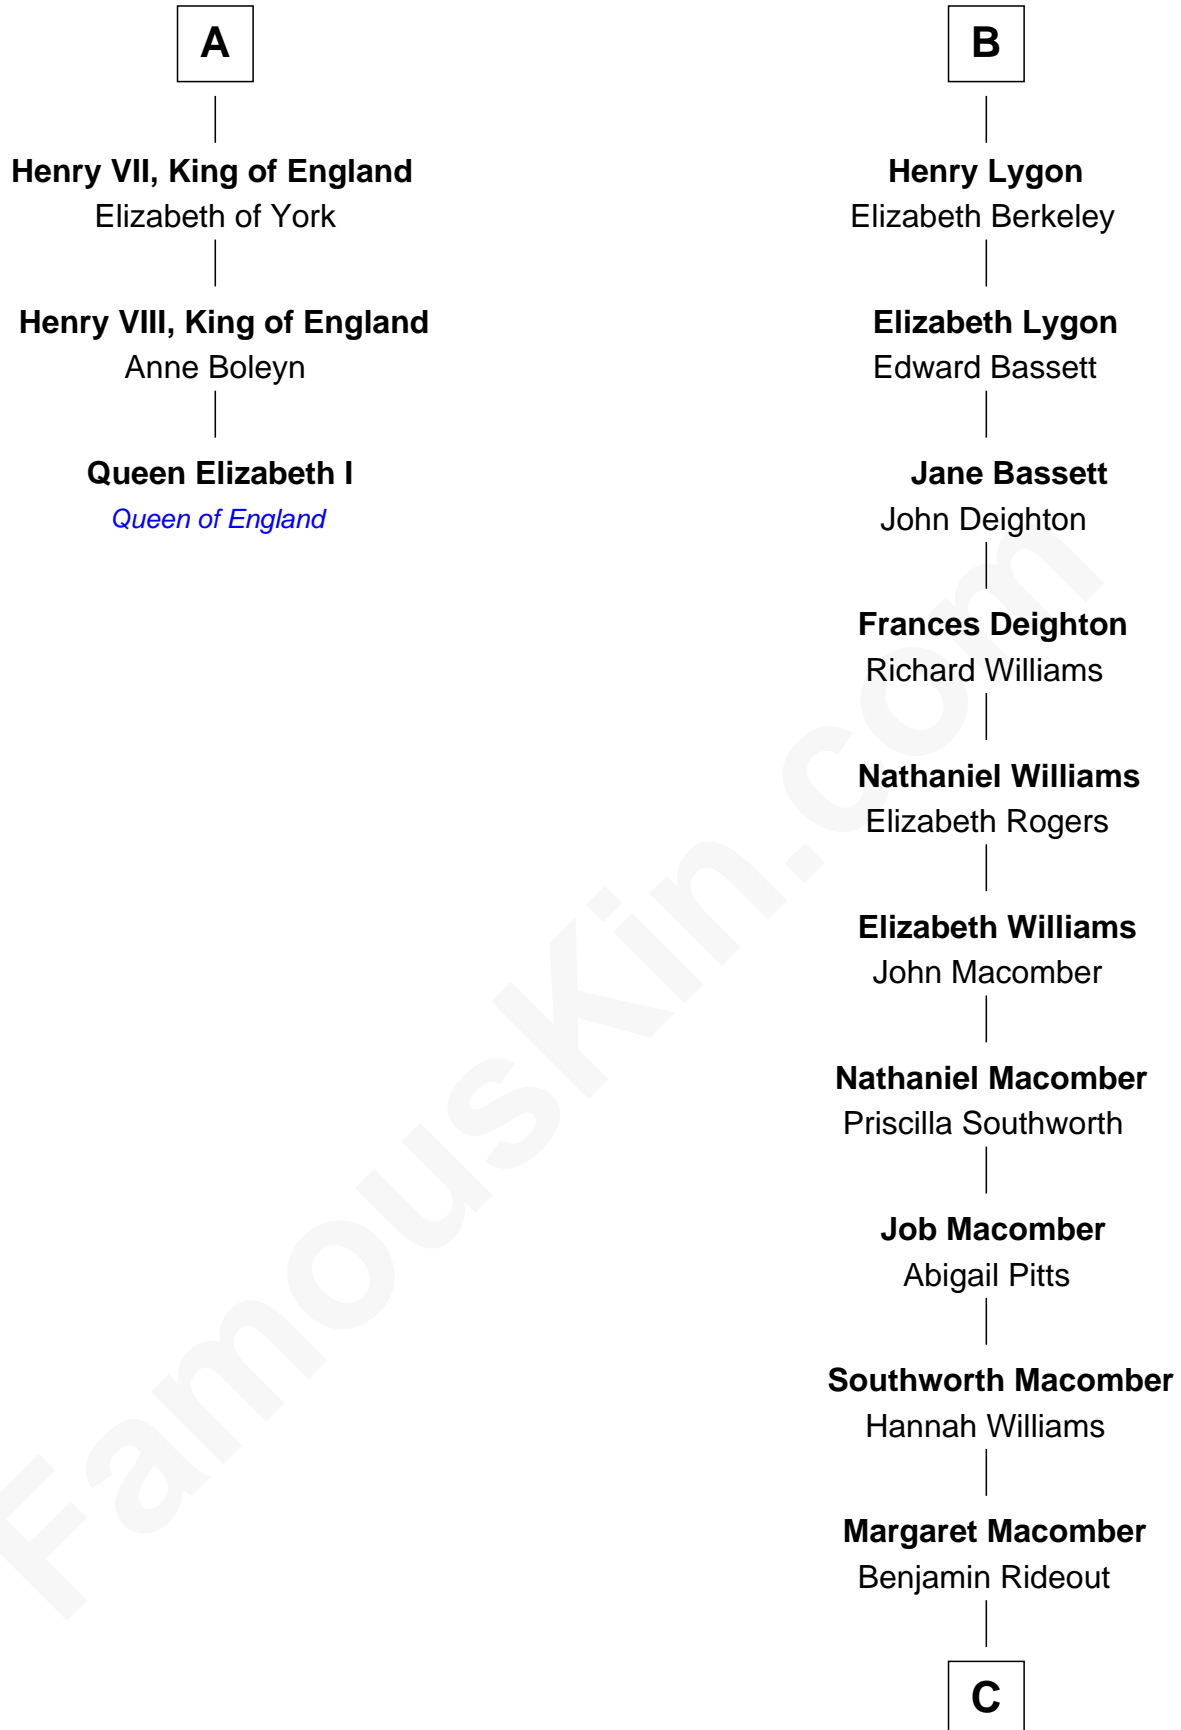 A
Henry VII, King of England
Elizabeth of York
Henry VIII, King of England
Anne Boleyn
Queen Elizabeth I
Queen of England
B
Henry Lygon
Elizabeth Berkeley
Elizabeth Lygon
Edward Bassett
Jane Bassett
John Deighton
Frances Deighton
Richard Williams
Nathaniel Williams
Elizabeth Rogers
Elizabeth Williams
John Macomber
Nathaniel Macomber
Priscilla Southworth
Job Macomber
Abigail Pitts
Southworth Macomber
Hannah Williams
Margaret Macomber
Benjamin Rideout
C
FamousKin.com